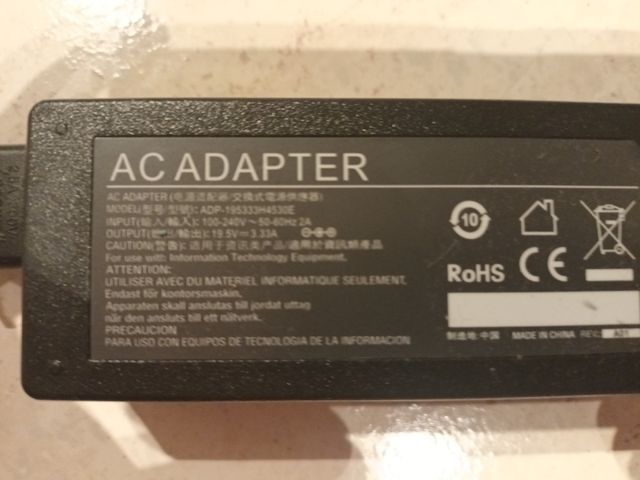 AC ADAPTER
AC ADAPTER (电源适配器/交換式電源供應器)
MODEL(型号/型號): ADP-195333H4530E
INPUT(输入/輸入): 100-240V~50-60Hz 2A
OUTPUT(输出/輸出): 19.5V 3.33A
CAUTION(警告): 适用于资讯类产品/適用於資訊類產品
For use with Information Technology Equipment.
ATTENTION:
UTILISER AVEC DU MATERIEL INFORMATIQUE SEULEMENT.
Endast för kontorsmaskin.
Apparaten skall anslutas till jordat uttag
när den ansluts till ett nätverk.
PRECAUCION
PARA USO CON EQUIPOS DE TECNOLOGIA DE LA INFORMACION
10
RoHS CE
制造地: 中国 MADE IN CHINA REV.: A01